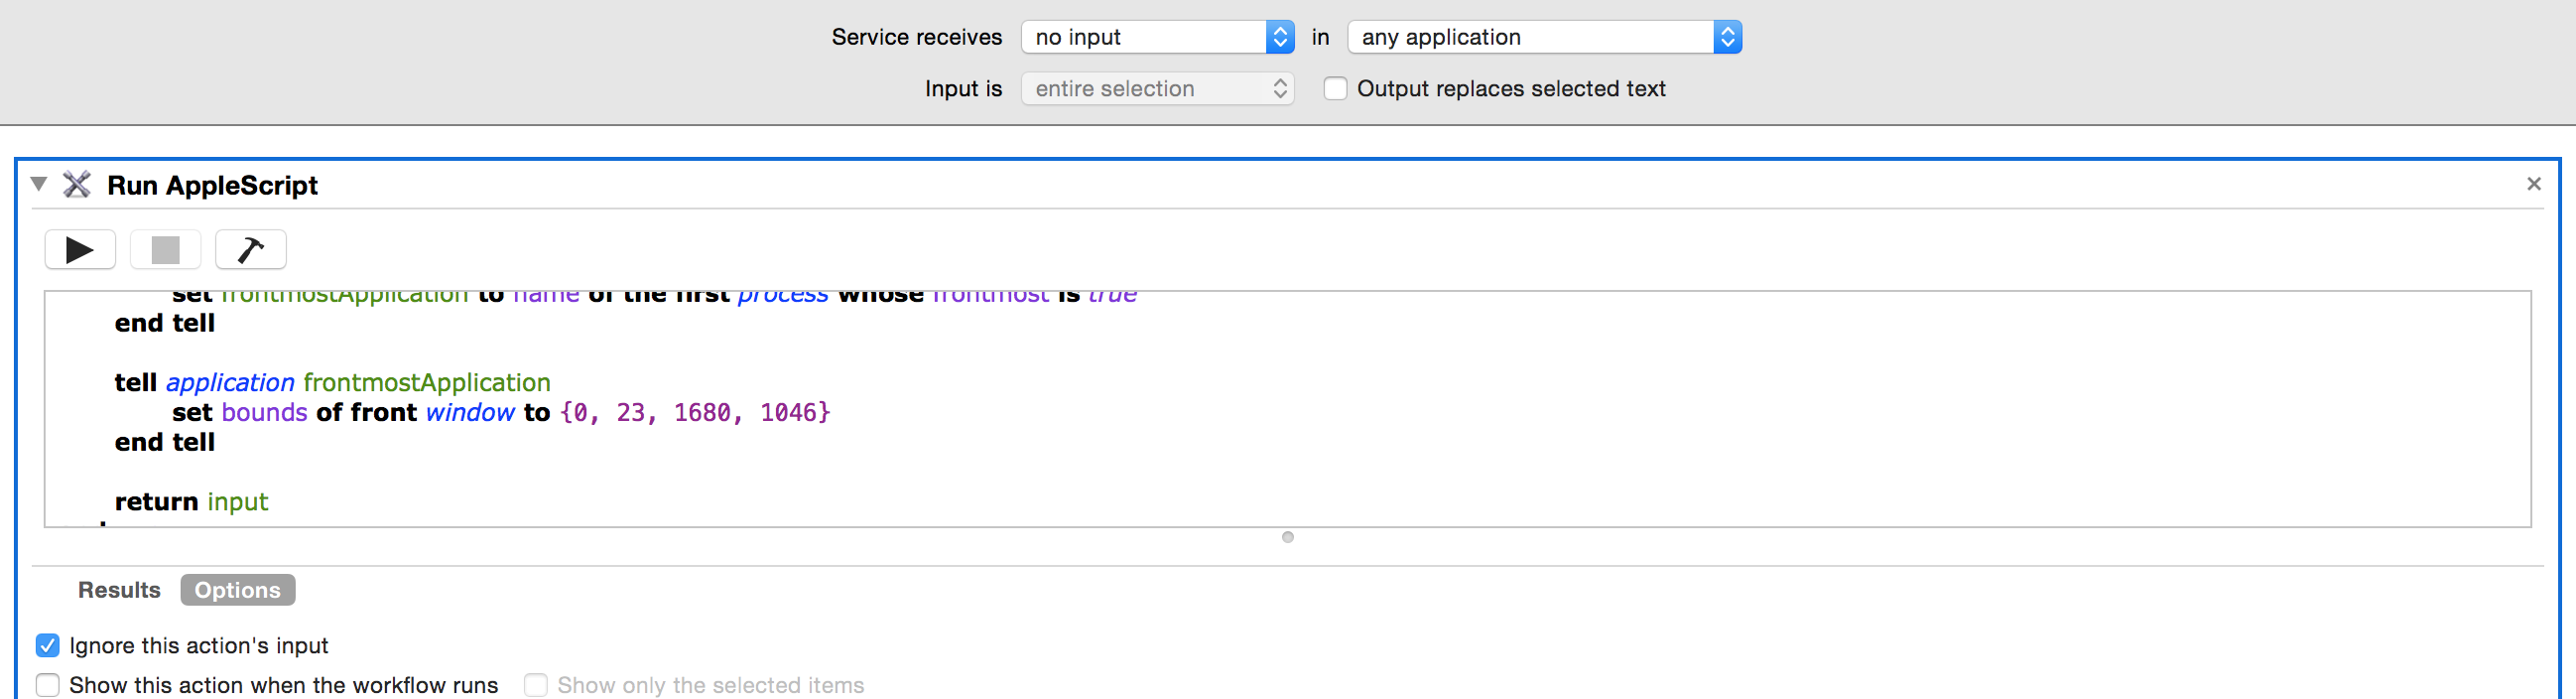 Service receives no input in any application
Input is entire selection Output replaces selected text
Run AppleScript
set frontmostApplication to name of the first process whose frontmost is true
end tell
tell application frontmostApplication
set bounds of front window to {0, 23, 1680, 1046}
end tell
return input
Results Options
Ignore this action's input
Show this action when the workflow runs Show only the selected items